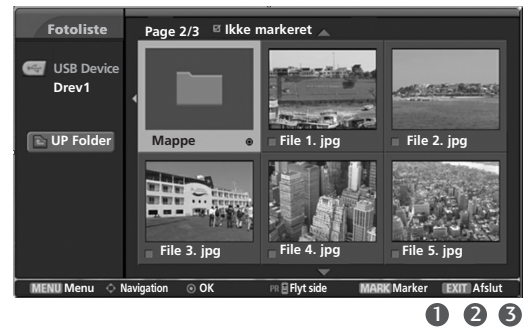 Fotoliste
Page 2/3 Ikke markeret
USB Device
Drev1
UP Folder
Mappe
File 1. jpg
File 2. jpg
File 3. jpg
File 4. jpg
File 5. jpg
MENU Menu Navigation OK PR Flyt side MARK Marker EXIT Afslut
1 2 3